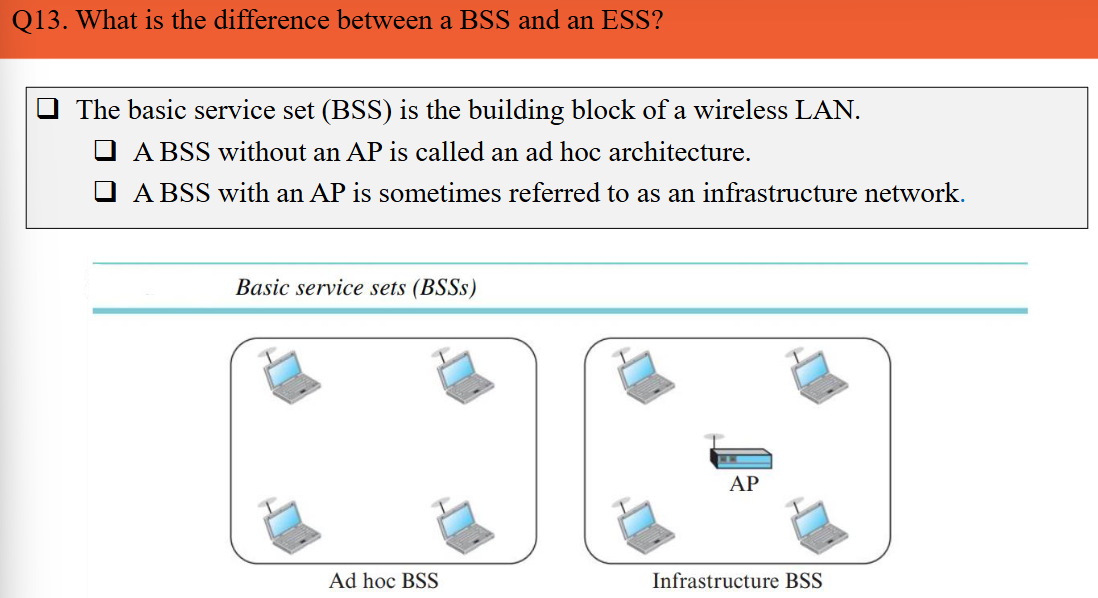 Q13. What is the difference between a BSS and an ESS?
❑ The basic service set (BSS) is the building block of a wireless LAN.
❑ A BSS without an AP is called an ad hoc architecture.
❑ A BSS with an AP is sometimes referred to as an infrastructure network.
Basic service sets (BSSs)
AP
Ad hoc BSS
Infrastructure BSS